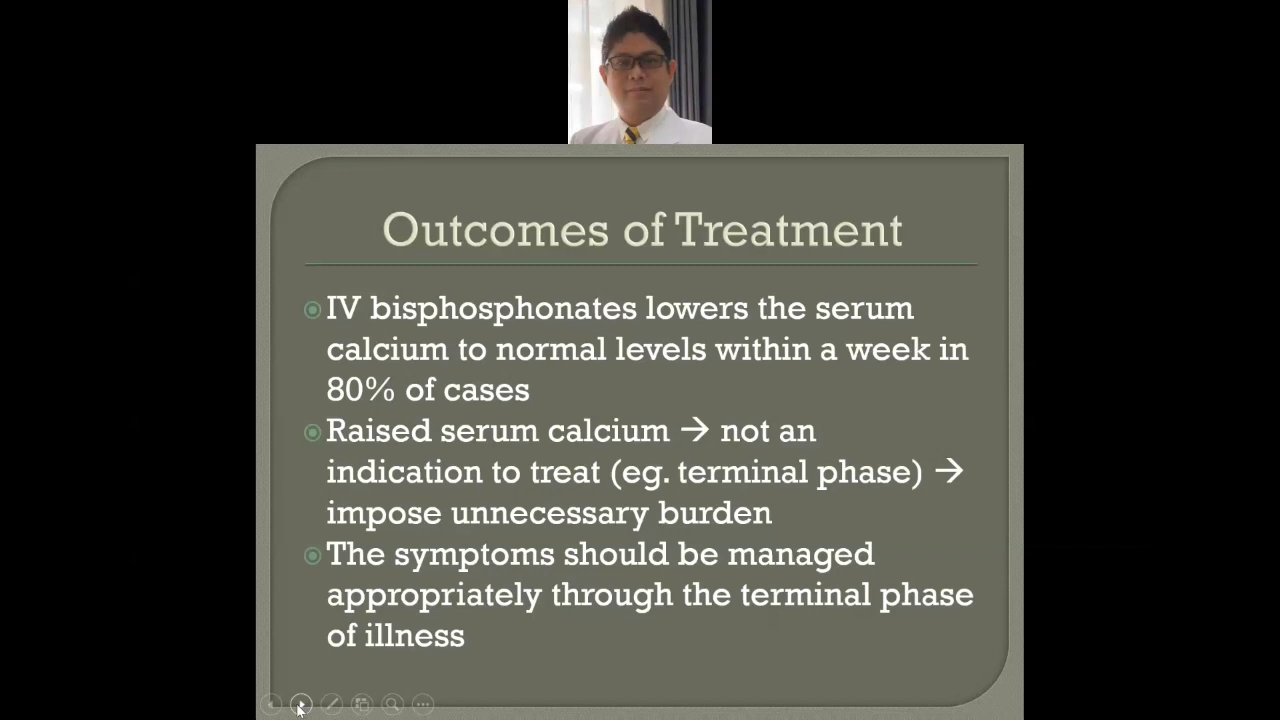 Outcomes of Treatment
IV bisphosphonates lowers the serum
calcium to normal levels within a week in
80% of cases
Raised serum calcium → not an
indication to treat (eg. terminal phase) →
impose unnecessary burden
The symptoms should be managed
appropriately through the terminal phase
of illness